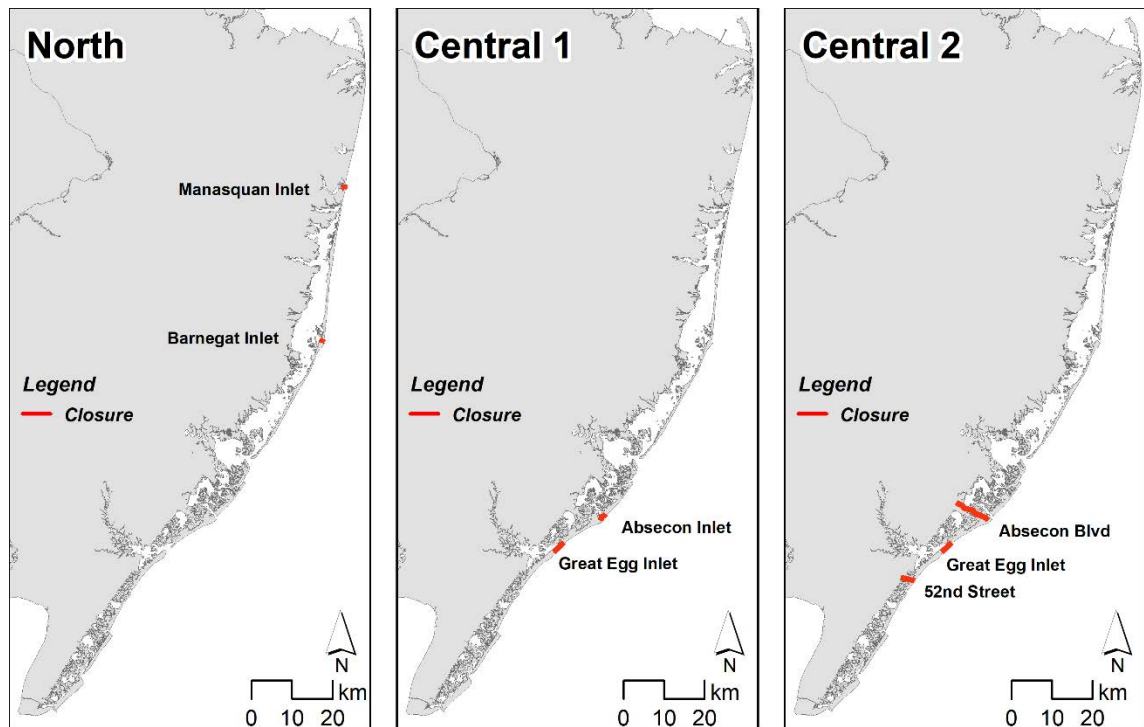 North
Manasquan Inlet
Barnegat Inlet
Legend
Closure
N
km
0 10 20
Central 1
Legend
Closure
Absecon Inlet
Great Egg Inlet
N
km
0 10 20
Central 2
Legend
Closure
Absecon Blvd
Great Egg Inlet
52nd Street
N
km
0 10 20